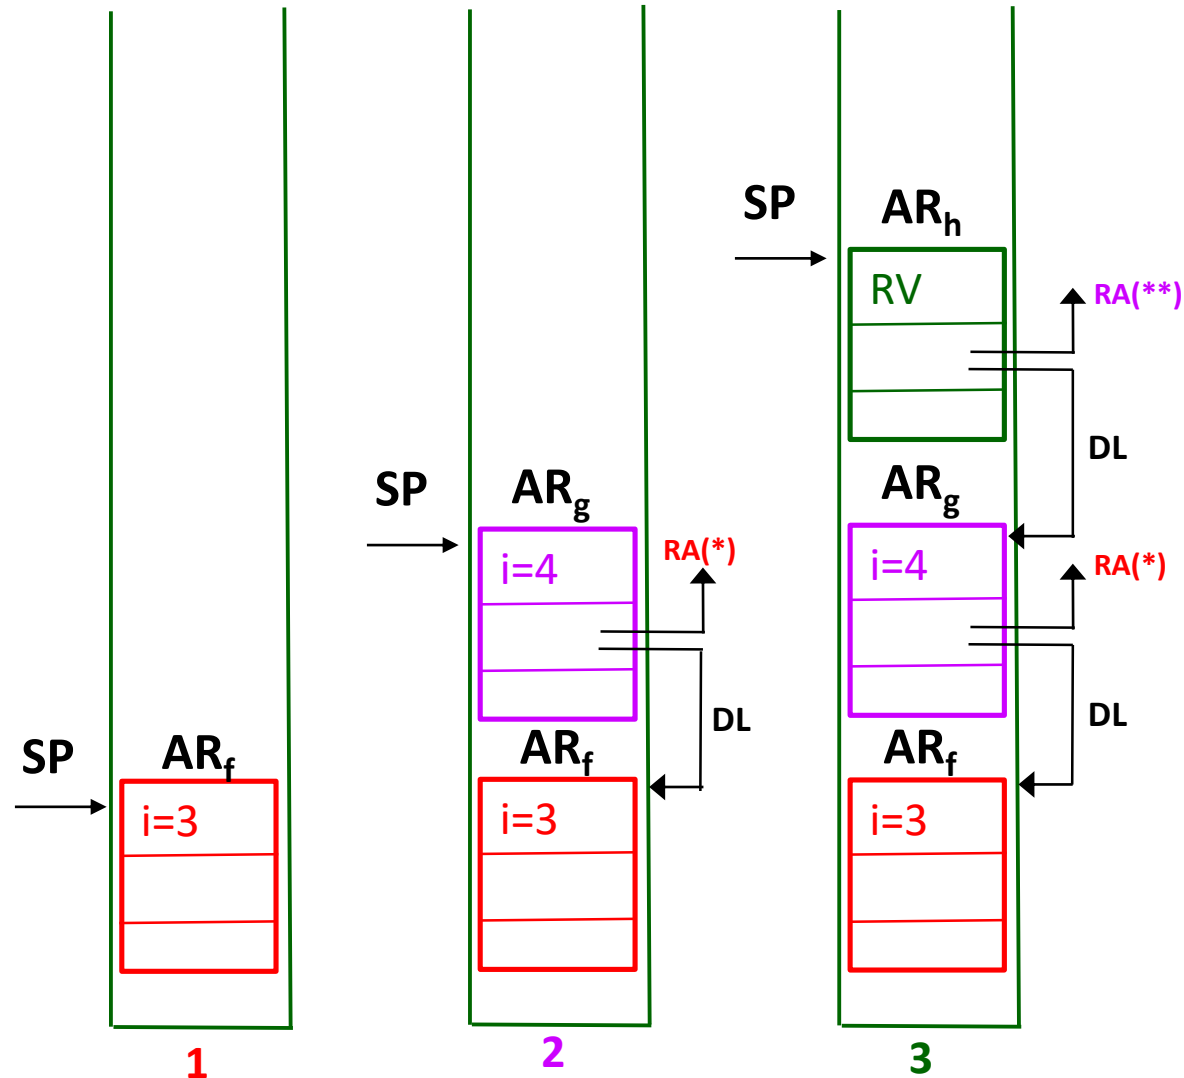 SP
AR_f
i=3
1
SP
AR_g
i=4
RA(*)
DL
AR_f
i=3
2
SP
AR_h
RV
RA(**)
DL
AR_g
i=4
RA(*)
DL
AR_f
i=3
3